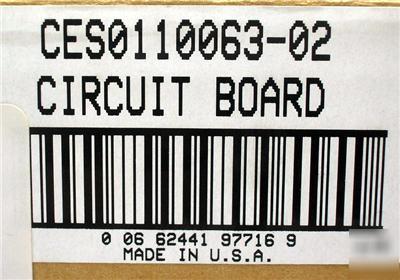 CES0110063-02
CIRCUIT BOARD
0 06 62441 97716 9
MADE IN U.S.A.